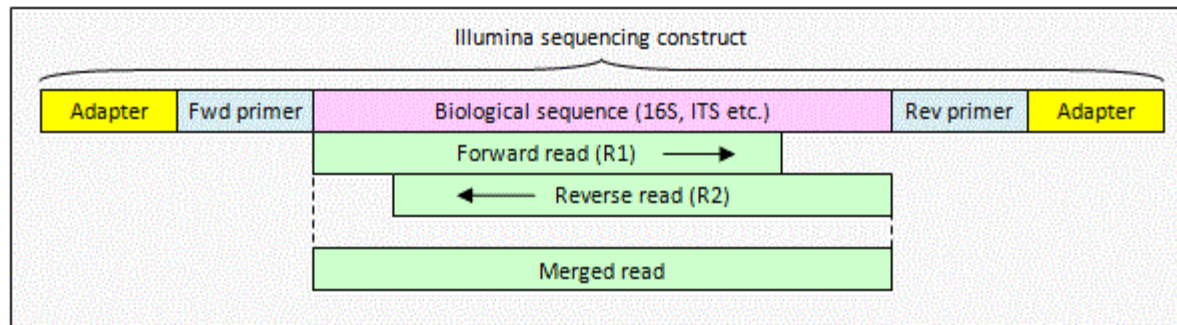 Illumina sequencing construct
Adapter Fwd primer Biological sequence (16S, ITS etc.) Rev primer Adapter
Forward read (R1)
Reverse read (R2)
Merged read